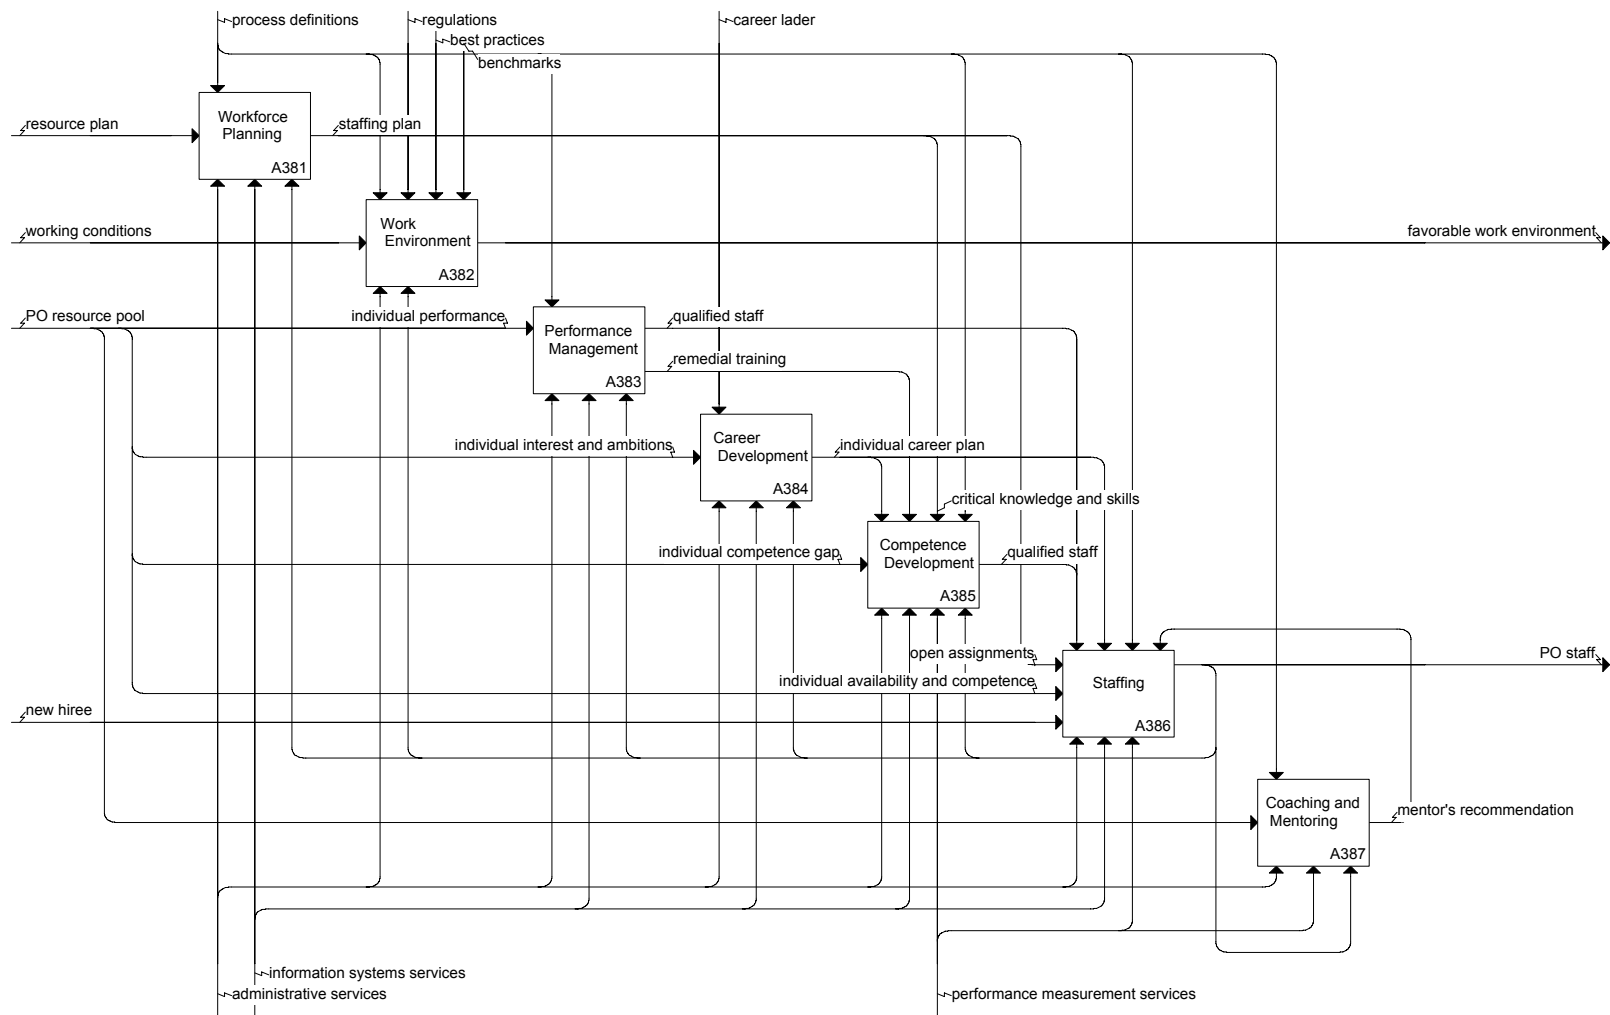 process definitions
regulations
career lader
best practices
benchmarks
Workforce
Planning
A381
resource plan
staffing plan
Work
Environment
A382
working conditions
favorable work environment
PO resource pool
individual performance
Performance
Management
A383
qualified staff
remedial training
individual interest and ambitions
Career
Development
A384
individual career plan
critical knowledge and skills
individual competence gap
Competence
Development
A385
qualified staff
open assignments
individual availability and competence
Staffing
A386
PO staff
new hiree
Coaching and
Mentoring
A387
mentor's recommendation
information systems services
administrative services
performance measurement services